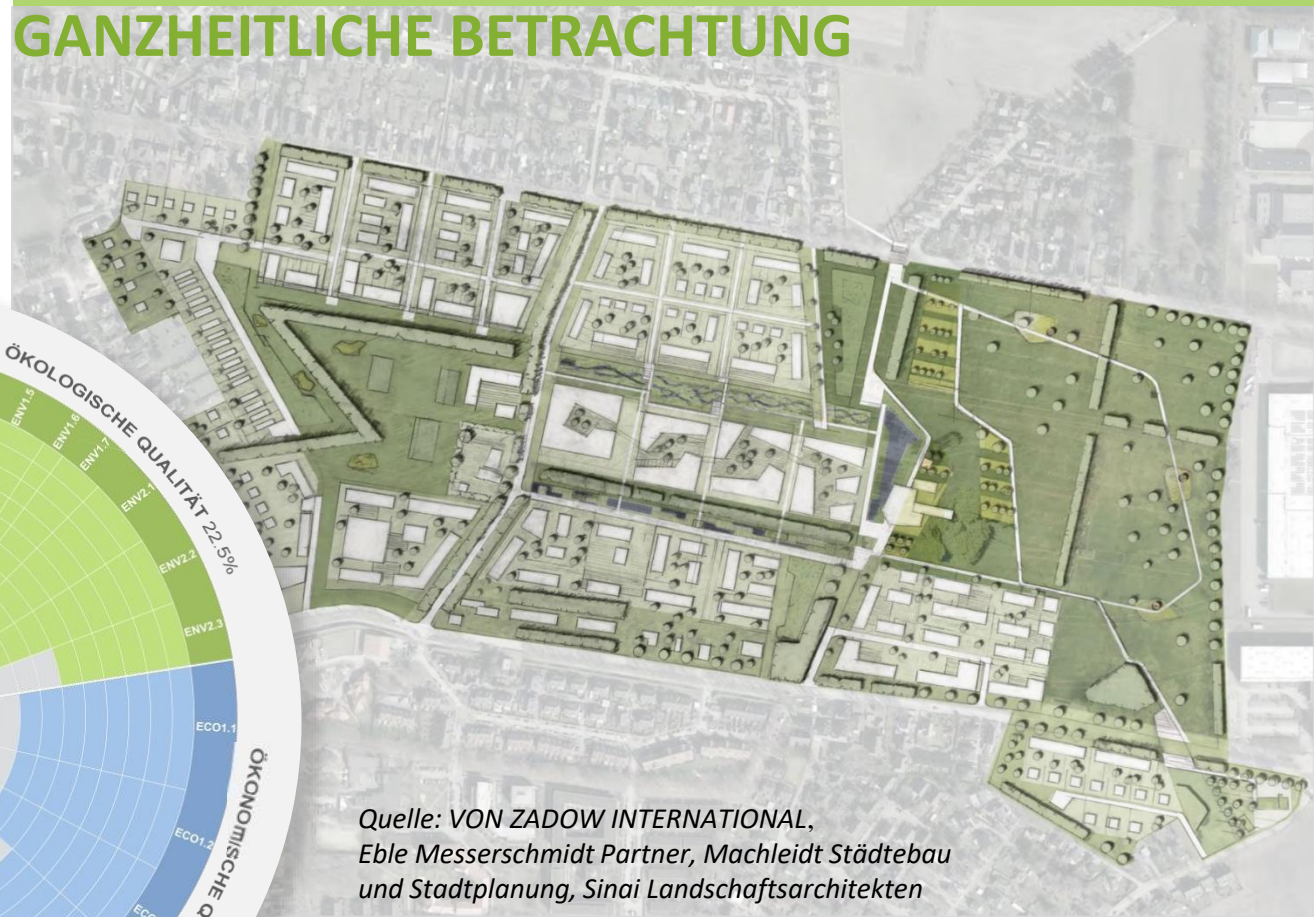 GANZHEITLICHE BETRACHTUNG
ÖKOLOGISCHE QUALITÄT 22.5%
ENV1.5
ENV1.6
ENV1.7
ENV2.1
ENV2.2
ENV2.3
ECO1.1
ECO1.2
ÖKONOMISCHE
Quelle: VON ZADOW INTERNATIONAL,
Eble Messerschmidt Partner, Machleidt Städtebau
und Stadtplanung, Sinai Landschaftsarchitekten